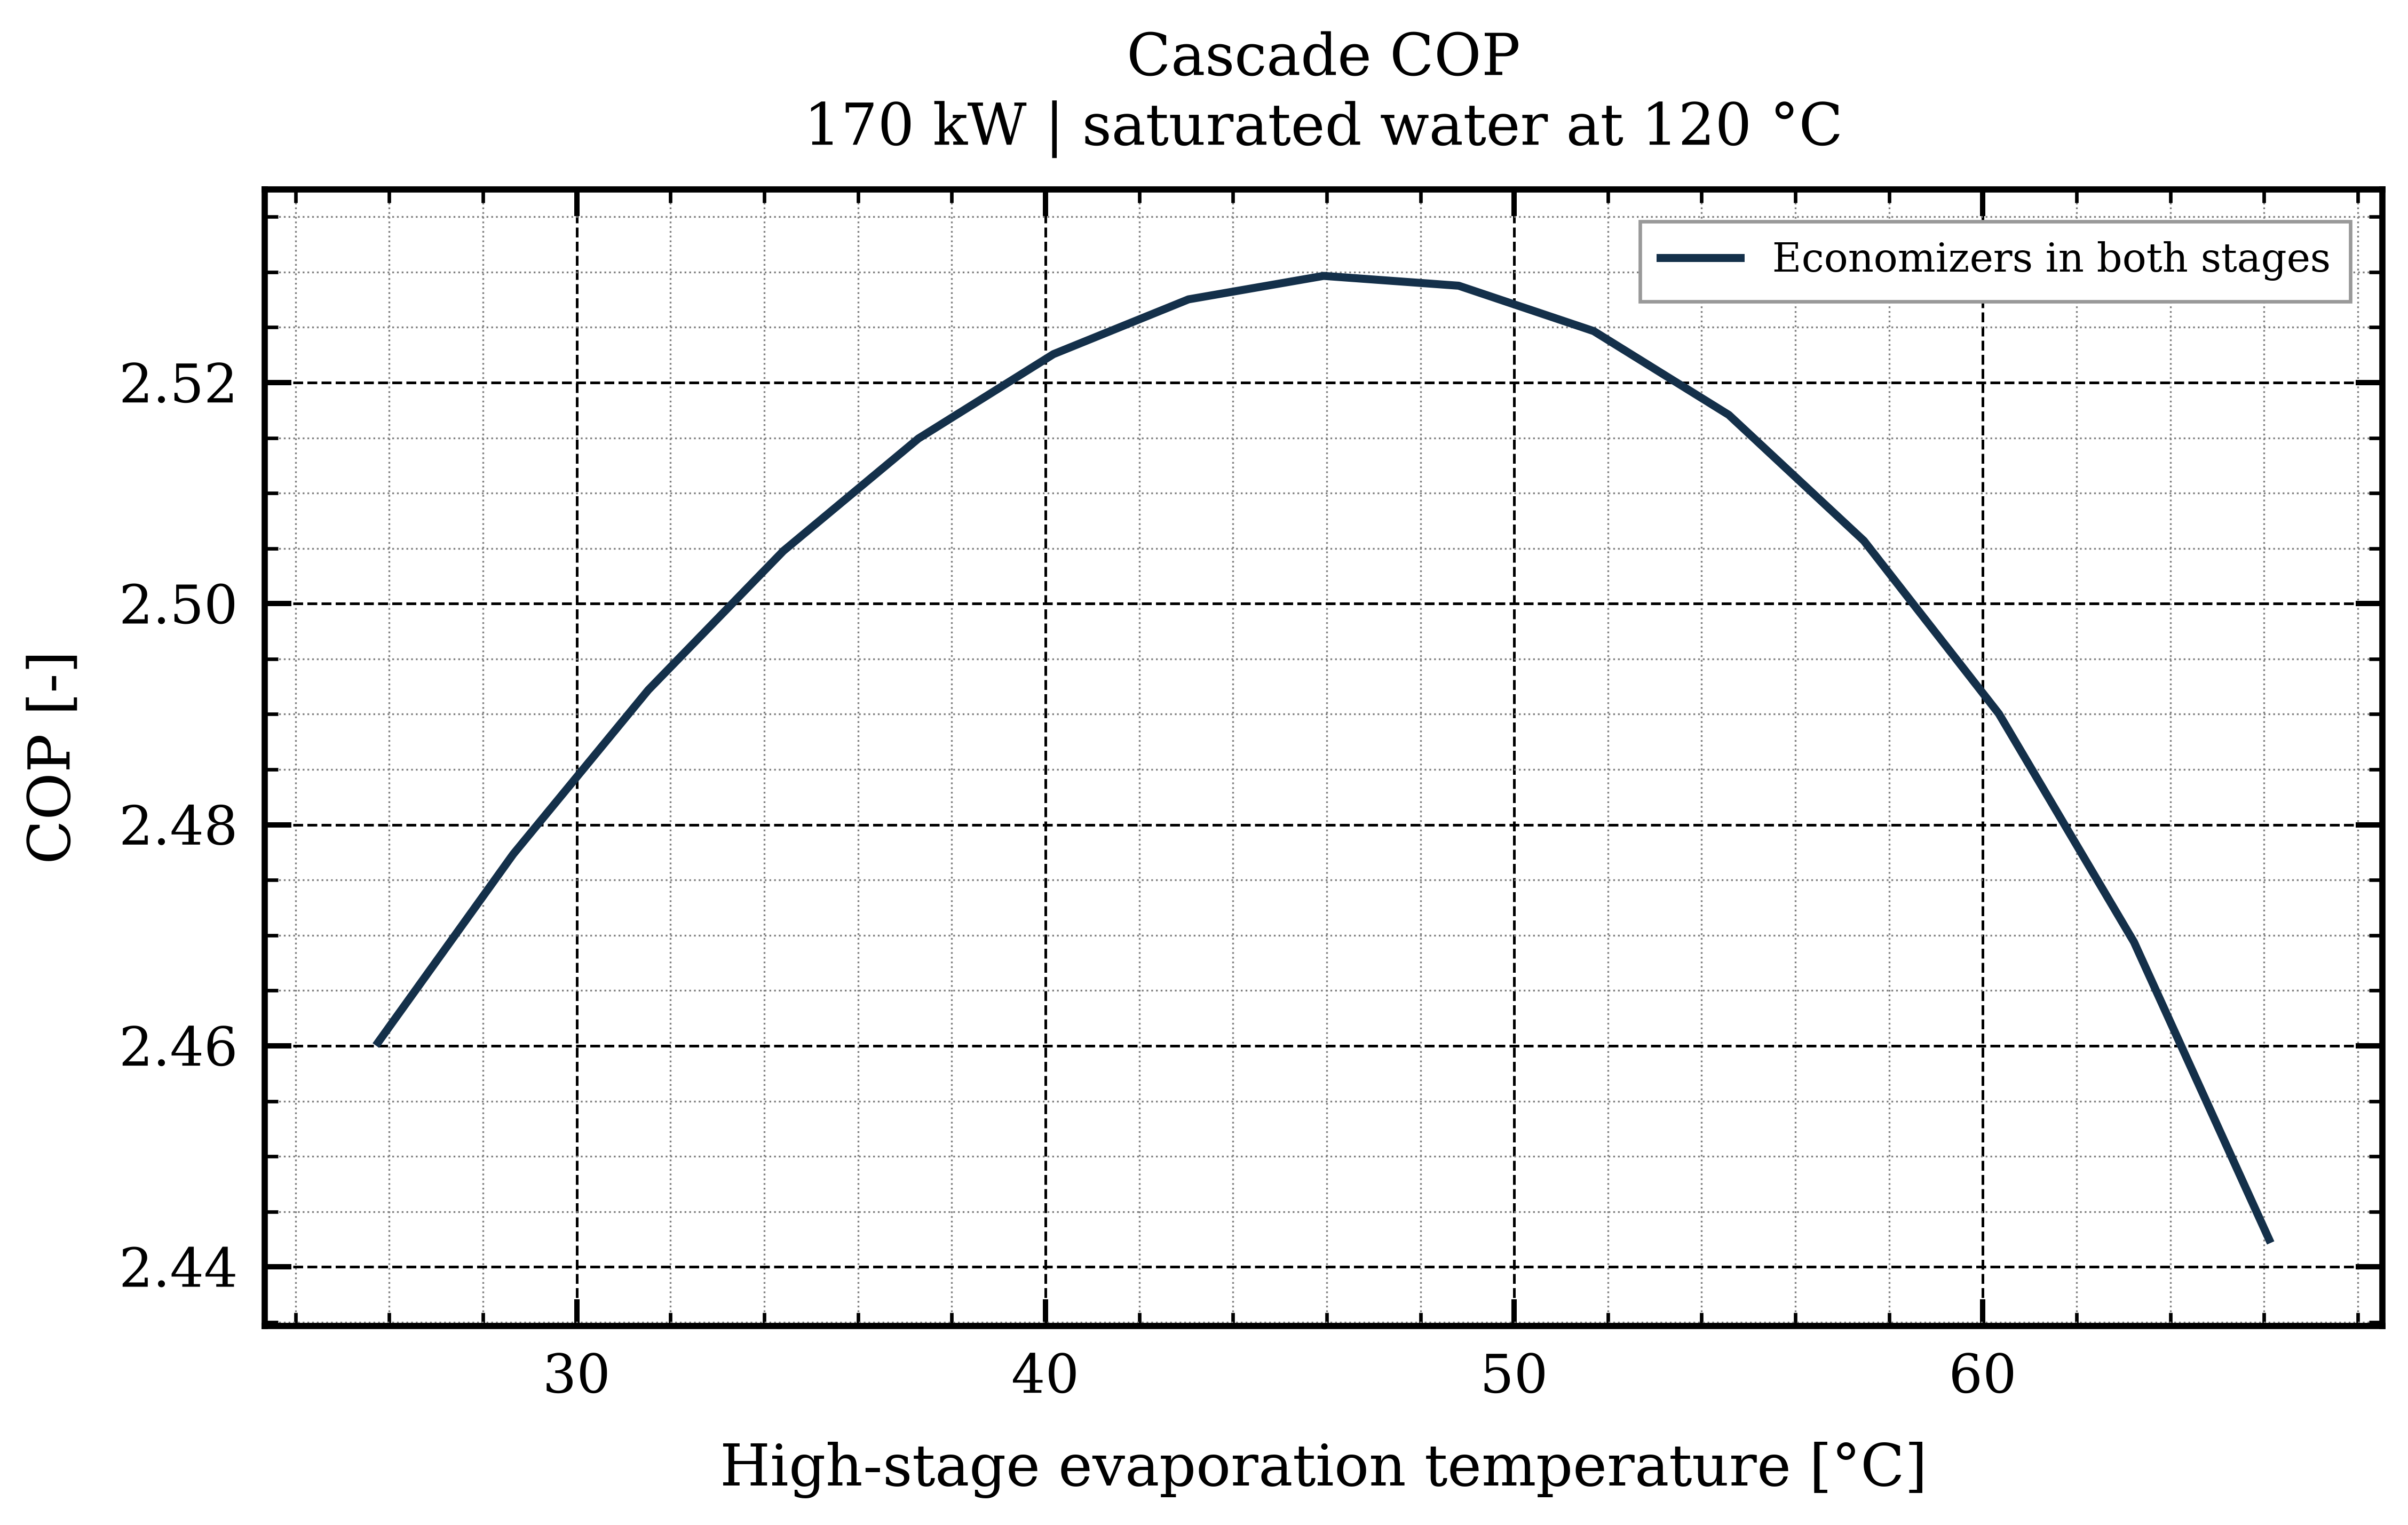 Cascade COP
170 kW | saturated water at 120 °C
Economizers in both stages
COP [-]
2.52
2.50
2.48
2.46
2.44
30 40 50 60
High-stage evaporation temperature [°C]